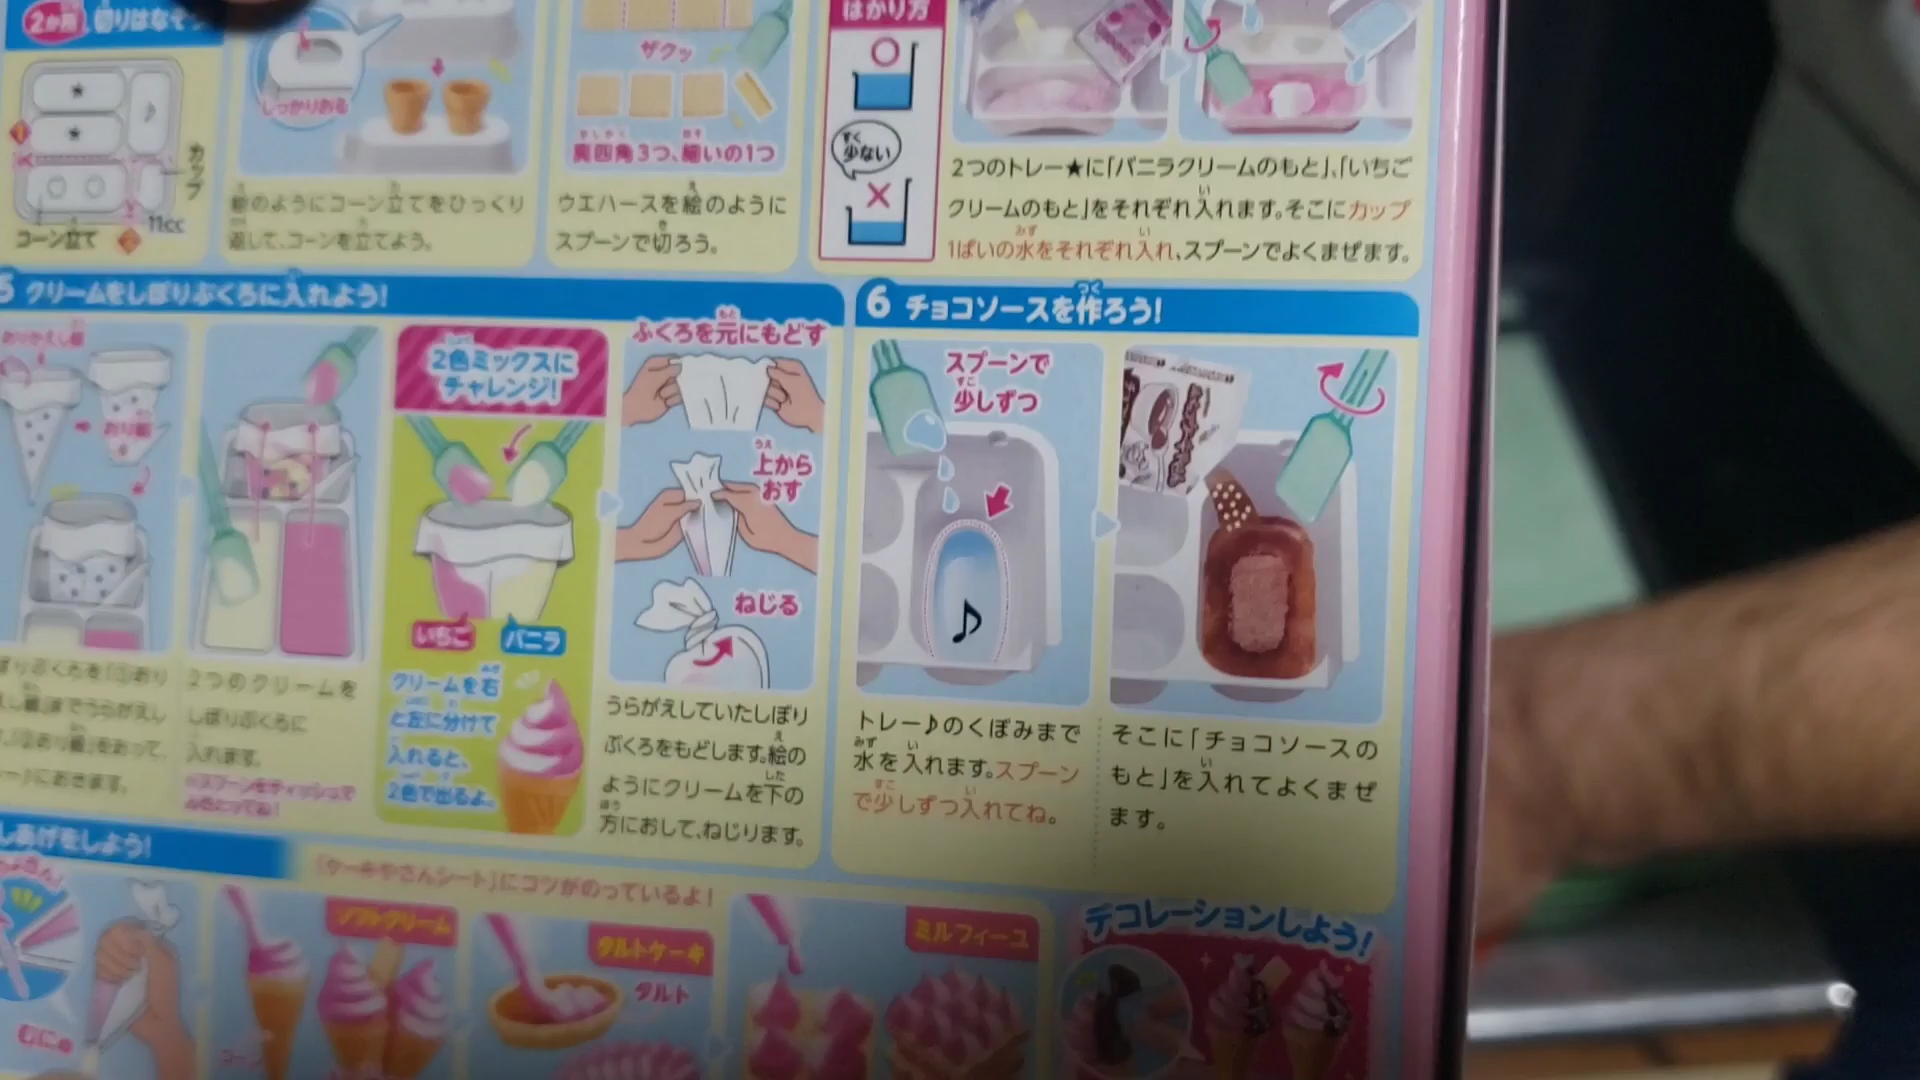 2か所
カップ
コーン立て
11cc
しっかりおる
絵のようにコーン立てをひっくり
返して、コーンを立てよう。
ザクッ
真四角3つ、細いの1つ
ウエハースを絵のように
スプーンで切ろう。
はかり方
少ない
2つのトレー★に「バニラクリームのもと」、「いちご
クリームのもと」をそれぞれ入れます。そこにカップ
1ぱいの水をそれぞれ入れ、スプーンでよくまぜます。
5 クリームをしぼりぶくろに入れよう!
2つのクリームを
しぼりぶくろに
入れます。
2色ミックスに
チャレンジ!
いちご
バニラ
クリームを右
と左に分けて
入れると、
2色で出るよ。
ふくろを元にもどす
上から
おす
ねじる
うらがえしていたしぼり
ぶくろをもどします。絵の
ようにクリームを下の
方におして、ねじります。
6 チョコソースを作ろう!
スプーンで
少しずつ
トレー♪のくぼみまで
水を入れます。スプーン
で少しずつ入れてね。
そこに「チョコソースの
もと」を入れてよくまぜ
ます。
しあげをしよう!
「ケーキやさんシート」にコツがのっているよ!
ソフトクリーム
コーン
タルトケーキ
タルト
ミルフィーユ
デコレーションしよう!